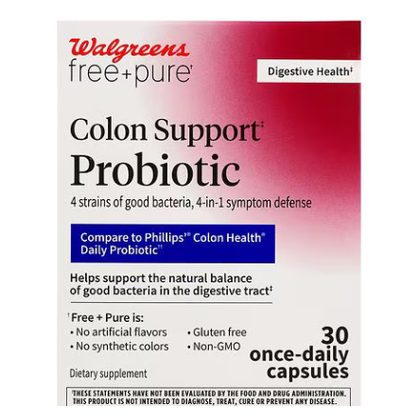 Walgreens
free+pure†
Digestive Health‡
Colon Support‡
Probiotic
4 strains of good bacteria, 4-in-1 symptom defense
Compare to Phillips'® Colon Health®
Daily Probiotic††
Helps support the natural balance
of good bacteria in the digestive tract‡
†Free + Pure is:
• No artificial flavors
• No synthetic colors
• Gluten free
• Non-GMO
30
once-daily
capsules
Dietary supplement
‡THESE STATEMENTS HAVE NOT BEEN EVALUATED BY THE FOOD AND DRUG ADMINISTRATION.
THIS PRODUCT IS NOT INTENDED TO DIAGNOSE, TREAT, CURE OR PREVENT ANY DISEASE.